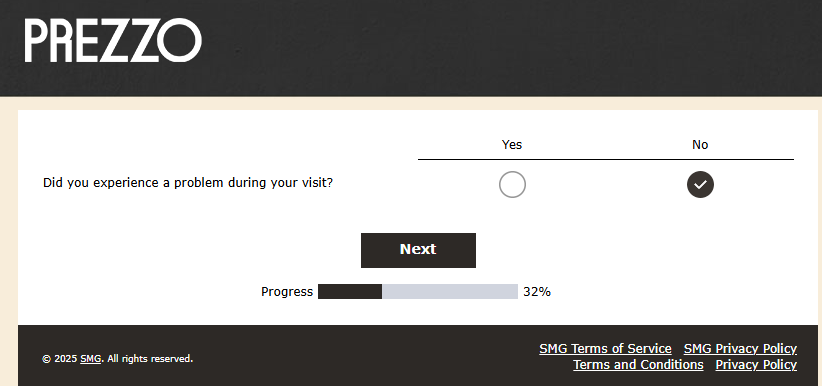 PREZZO
Yes No
Did you experience a problem during your visit?
Next
Progress 32%
© 2025 SMG. All rights reserved.
SMG Terms of Service SMG Privacy Policy
Terms and Conditions Privacy Policy